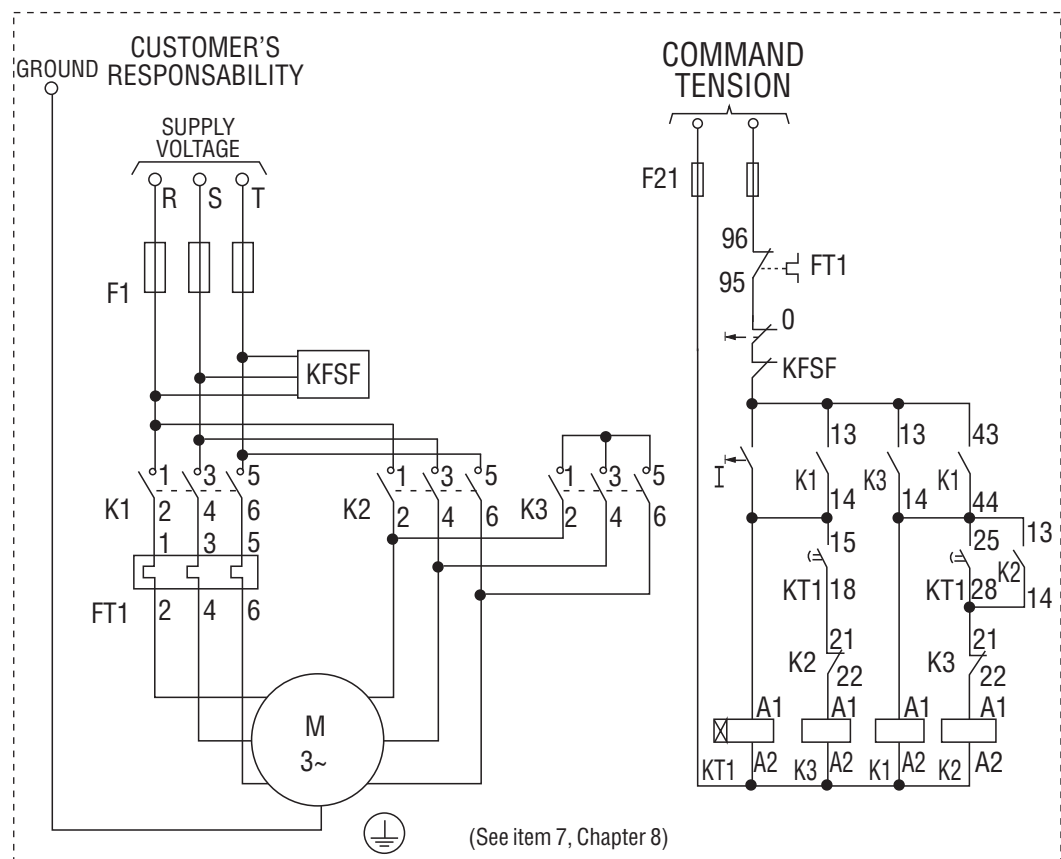 GROUND
CUSTOMER'S
RESPONSABILITY
SUPPLY
VOLTAGE
R S T
F1
KFSF
1 3 5
K1
2 4 6
1 3 5
FT1
2 4 6
1 3 5
K2
2 4 6
1 3 5
K3
2 4 6
M
3~
(See item 7, Chapter 8)
COMMAND
TENSION
F21
96
95
FT1
0
KFSF
I
13 13 43
K1 K3 K1
14 14 44
15 25 13
KT1 18 KT1 28 K2 14
21 21
K2 K3
22 22
A1 A1 A1 A1
KT1 A2 K3 A2 K1 A2 K2 A2